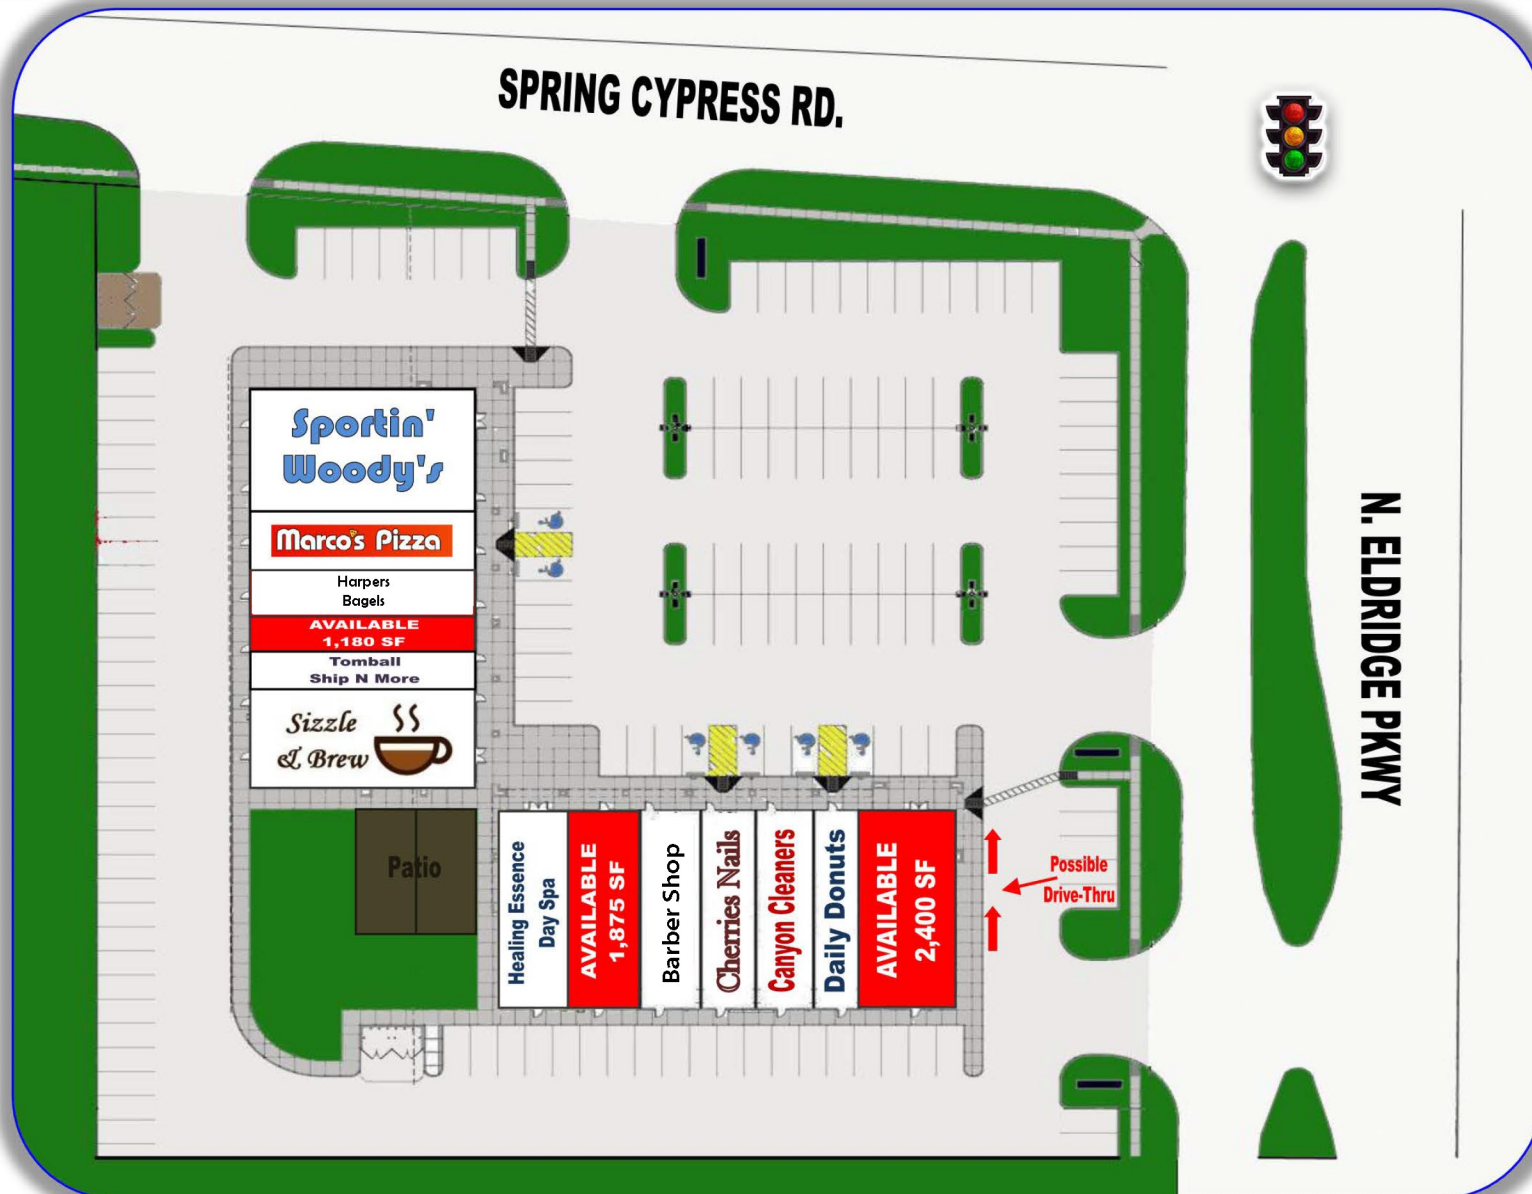 SPRING CYPRESS RD.
N. ELDRIDGE PKWY
Sportin'
Woody's
Marco's Pizza
Harpers
Bagels
AVAILABLE
1,180 SF
Tomball
Ship N More
Sizzle
& Brew
Patio
Healing Essence
Day Spa
AVAILABLE
1,875 SF
Barber Shop
Cherries Nails
Canyon Cleaners
Daily Donuts
AVAILABLE
2,400 SF
Possible
Drive-Thru